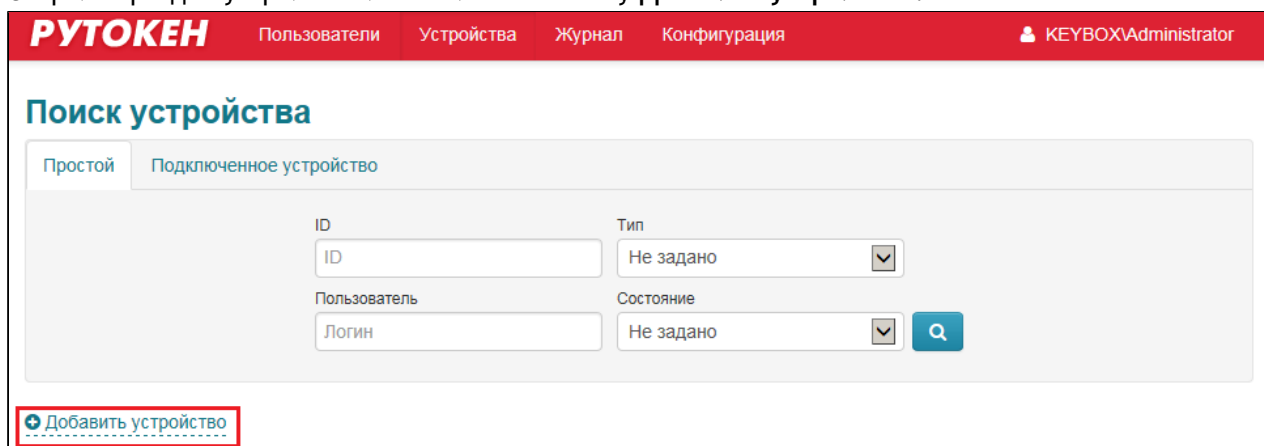 РУТОКЕН Пользователи Устройства Журнал Конфигурация KEYBOX\Administrator
Поиск устройства
Простой Подключенное устройство
ID Тип
ID Не задано
Пользователь Состояние
Логин Не задано
Добавить устройство